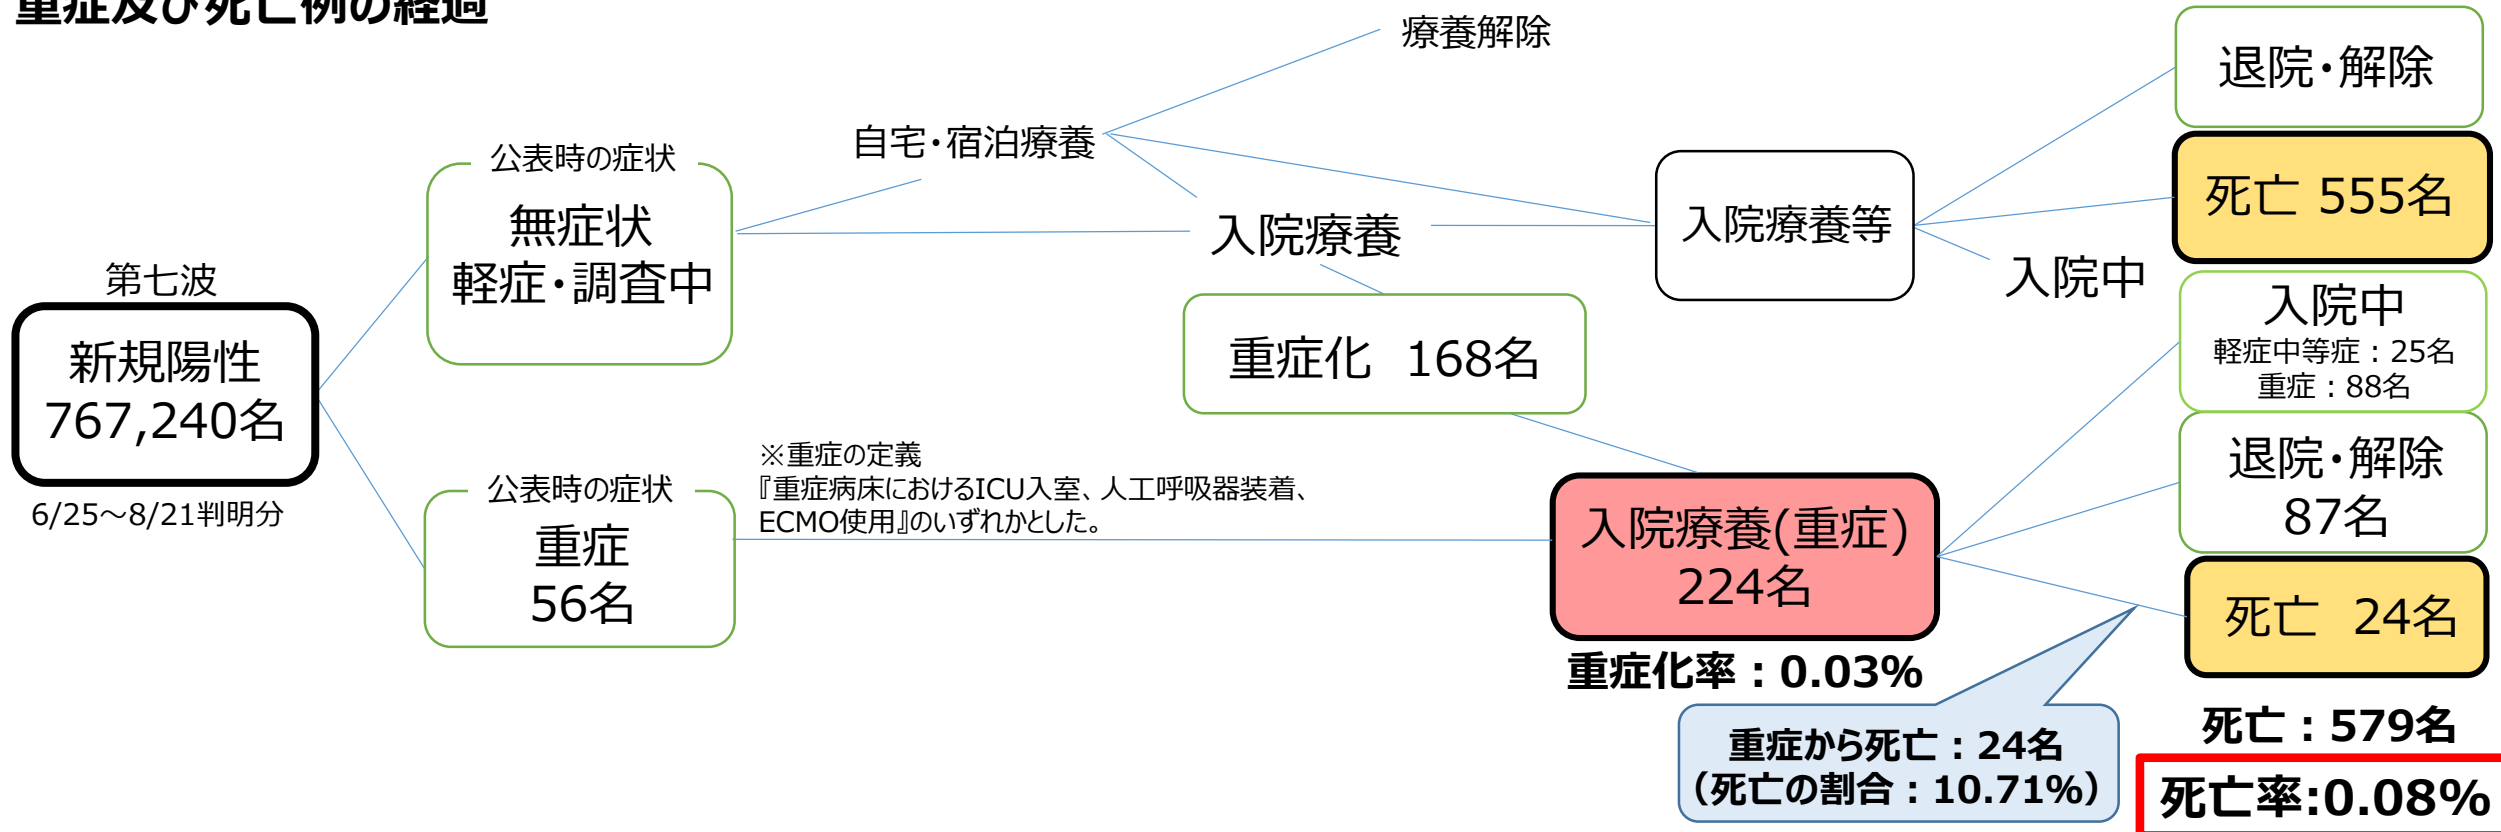 重症及び死亡例の経過
療養解除
退院・解除
自宅・宿泊療養
公表時の症状
無症状
軽症・調査中
死亡 555名
入院療養
入院療養等
入院中
第七波
新規陽性
767,240名
6/25～8/21判明分
重症化　168名
入院中
軽症中等症：25名
重症：88名
※重症の定義
『重症病床におけるICU入室、人工呼吸器装着、
ECMO使用』のいずれかとした。
退院・解除
87名
公表時の症状
重症
56名
入院療養(重症)
224名
死亡　24名
重症化率：0.03%
重症から死亡：24名
（死亡の割合：10.71%）
死亡：579名
死亡率:0.08%